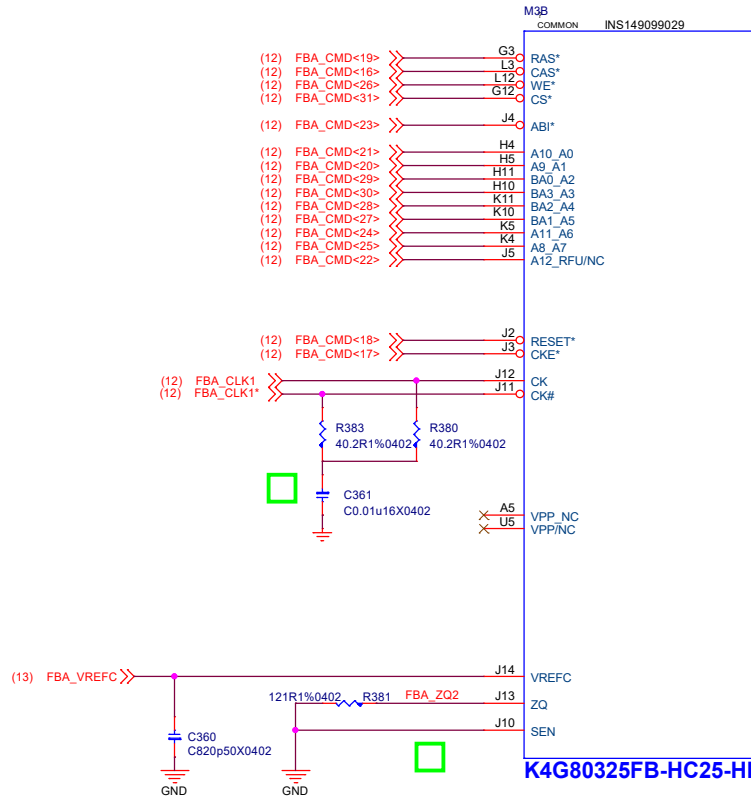 M3B
COMMON INS149099029
(12) FBA_CMD<19> G3 RAS*
(12) FBA_CMD<16> L3 CAS*
(12) FBA_CMD<26> L12 WE*
(12) FBA_CMD<31> G12 CS*
(12) FBA_CMD<23> J4 ABI*
(12) FBA_CMD<21> H4 A10_A0
(12) FBA_CMD<20> H5 A9_A1
(12) FBA_CMD<29> H11 BA0_A2
(12) FBA_CMD<30> H10 BA3_A3
(12) FBA_CMD<28> K11 BA2_A4
(12) FBA_CMD<27> K10 BA1_A5
(12) FBA_CMD<24> K5 A11_A6
(12) FBA_CMD<25> K4 A8_A7
(12) FBA_CMD<22> J5 A12_RFU/NC
(12) FBA_CMD<18> J2 RESET*
(12) FBA_CMD<17> J3 CKE*
(12) FBA_CLK1 J12 CK
(12) FBA_CLK1* J11 CK#
R383 R380
40.2R1%0402 40.2R1%0402
C361
C0.01u16X0402
A5 VPP_NC
U5 VPP/NC
(13) FBA_VREFC J14 VREFC
121R1%0402 R381 FBA_ZQ2 J13 ZQ
J10 SEN
C360
C820p50X0402
GND GND
K4G80325FB-HC25-H